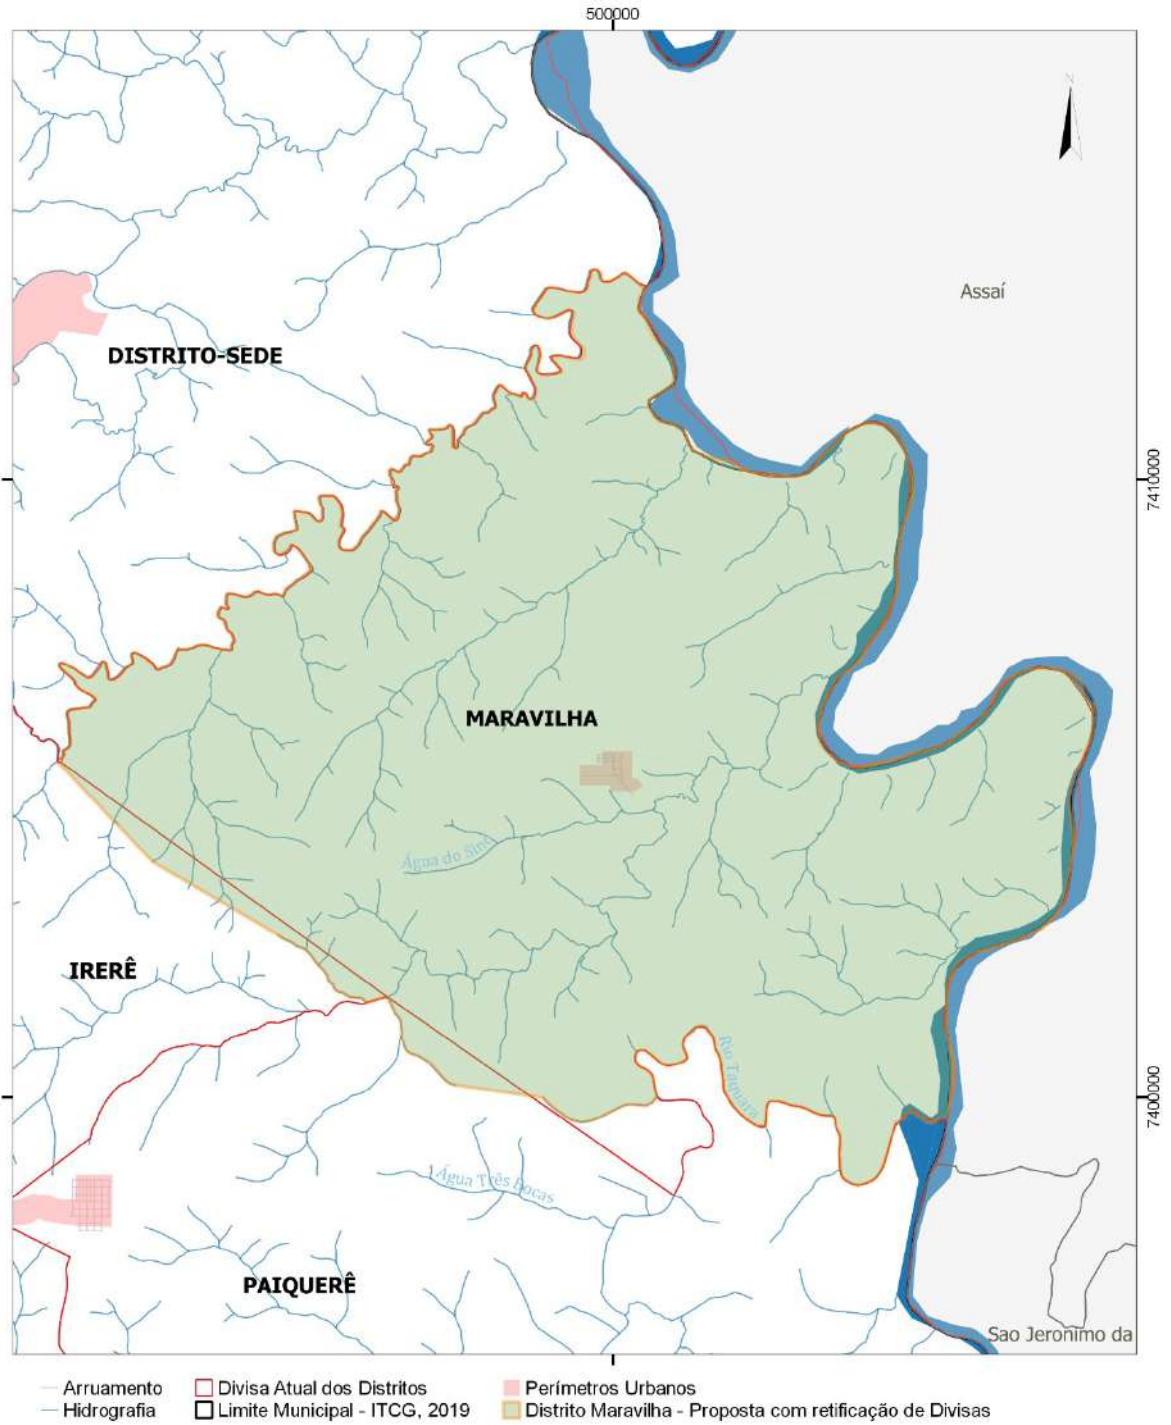 500000
N
Assaí
DISTRITO-SEDE
7410000
MARAVILHA
Água do Sine
IRERÊ
Rio Taquara
7400000
Água Três Bocas
PAIQUERÊ
Sao Jeronimo da
Arruamento
Divisa Atual dos Distritos
Perímetros Urbanos
Hidrografia
Limite Municipal - ITCG, 2019
Distrito Maravilha - Proposta com retificação de Divisas